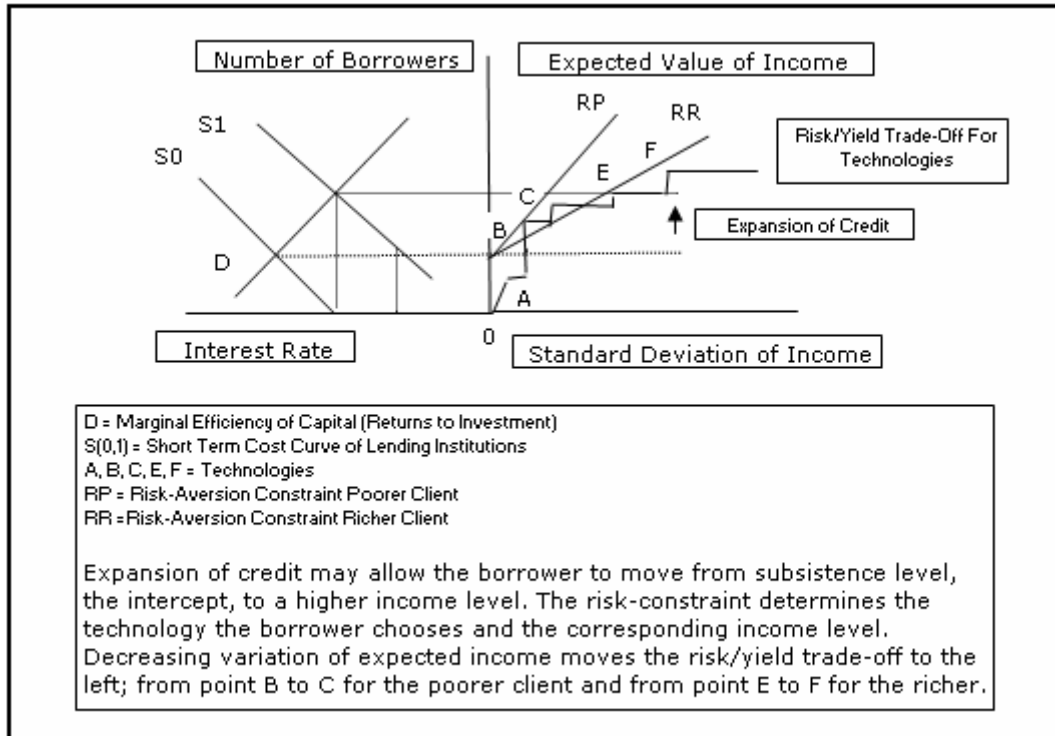 Number of Borrowers
Expected Value of Income
RP
RR
S1
S0
Risk/Yield Trade-Off For
Technologies
F
E
C
B
Expansion of Credit
D
A
0
Interest Rate
Standard Deviation of Income
D = Marginal Efficiency of Capital (Returns to Investment)
S(0,1) = Short Term Cost Curve of Lending Institutions
A, B, C, E, F = Technologies
RP = Risk-Aversion Constraint Poorer Client
RR =Risk-Aversion Constraint Richer Client
Expansion of credit may allow the borrower to move from subsistence level,
the intercept, to a higher income level. The risk-constraint determines the
technology the borrower chooses and the corresponding income level.
Decreasing variation of expected income moves the risk/yield trade-off to the
left; from point B to C for the poorer client and from point E to F for the richer.